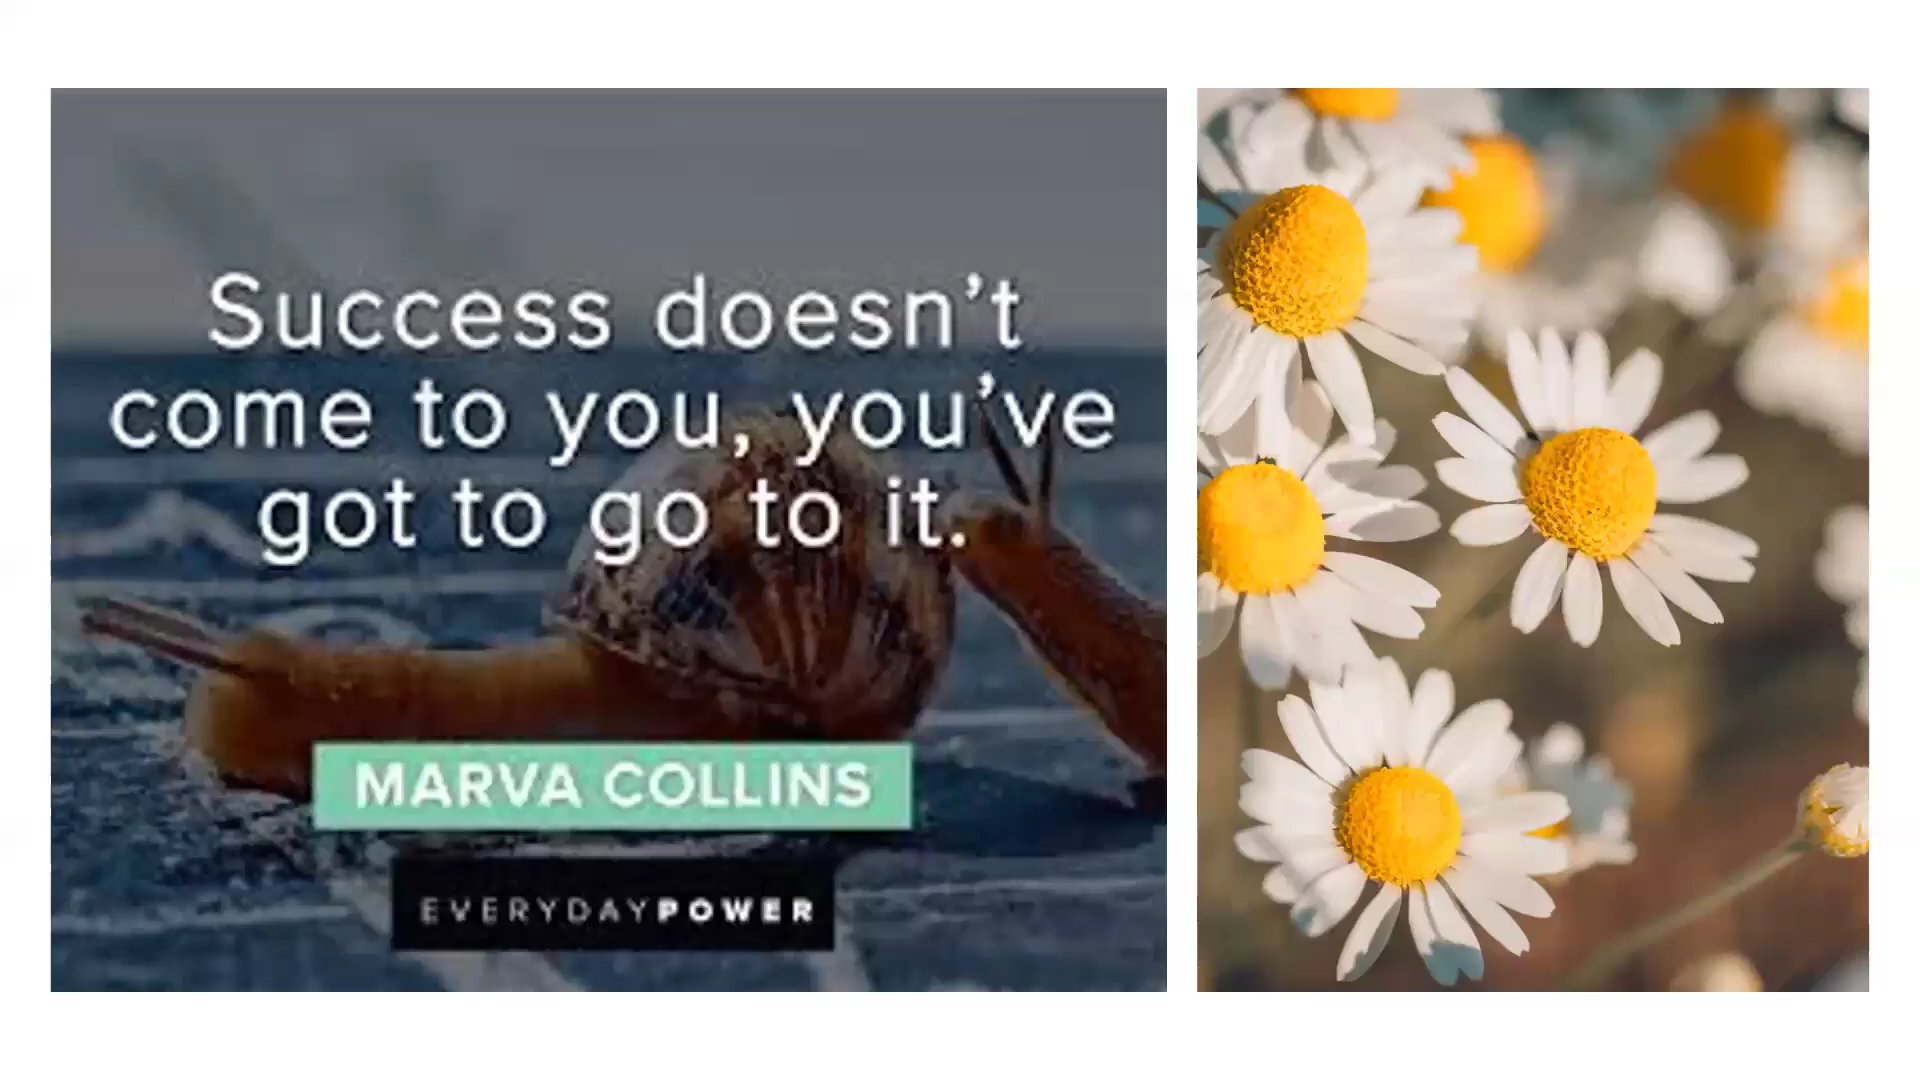 Success doesn't
come to you, you've
got to go to it.
MARVA COLLINS
EVERYDAYPOWER